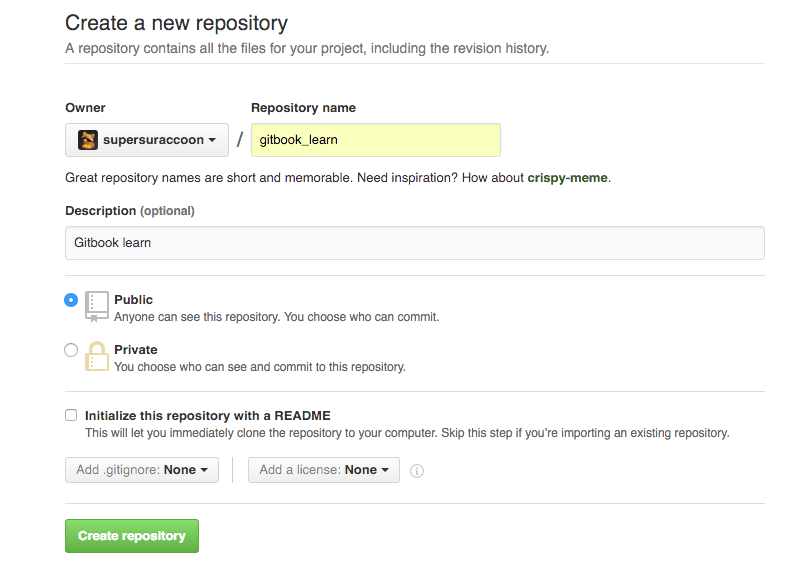 Create a new repository
A repository contains all the files for your project, including the revision history.
Owner
Repository name
supersuraccoon / gitbook_learn
Great repository names are short and memorable. Need inspiration? How about crispy-meme.
Description (optional)
Gitbook learn
Public
Anyone can see this repository. You choose who can commit.
Private
You choose who can see and commit to this repository.
Initialize this repository with a README
This will let you immediately clone the repository to your computer. Skip this step if you're importing an existing repository.
Add .gitignore: None
Add a license: None
Create repository